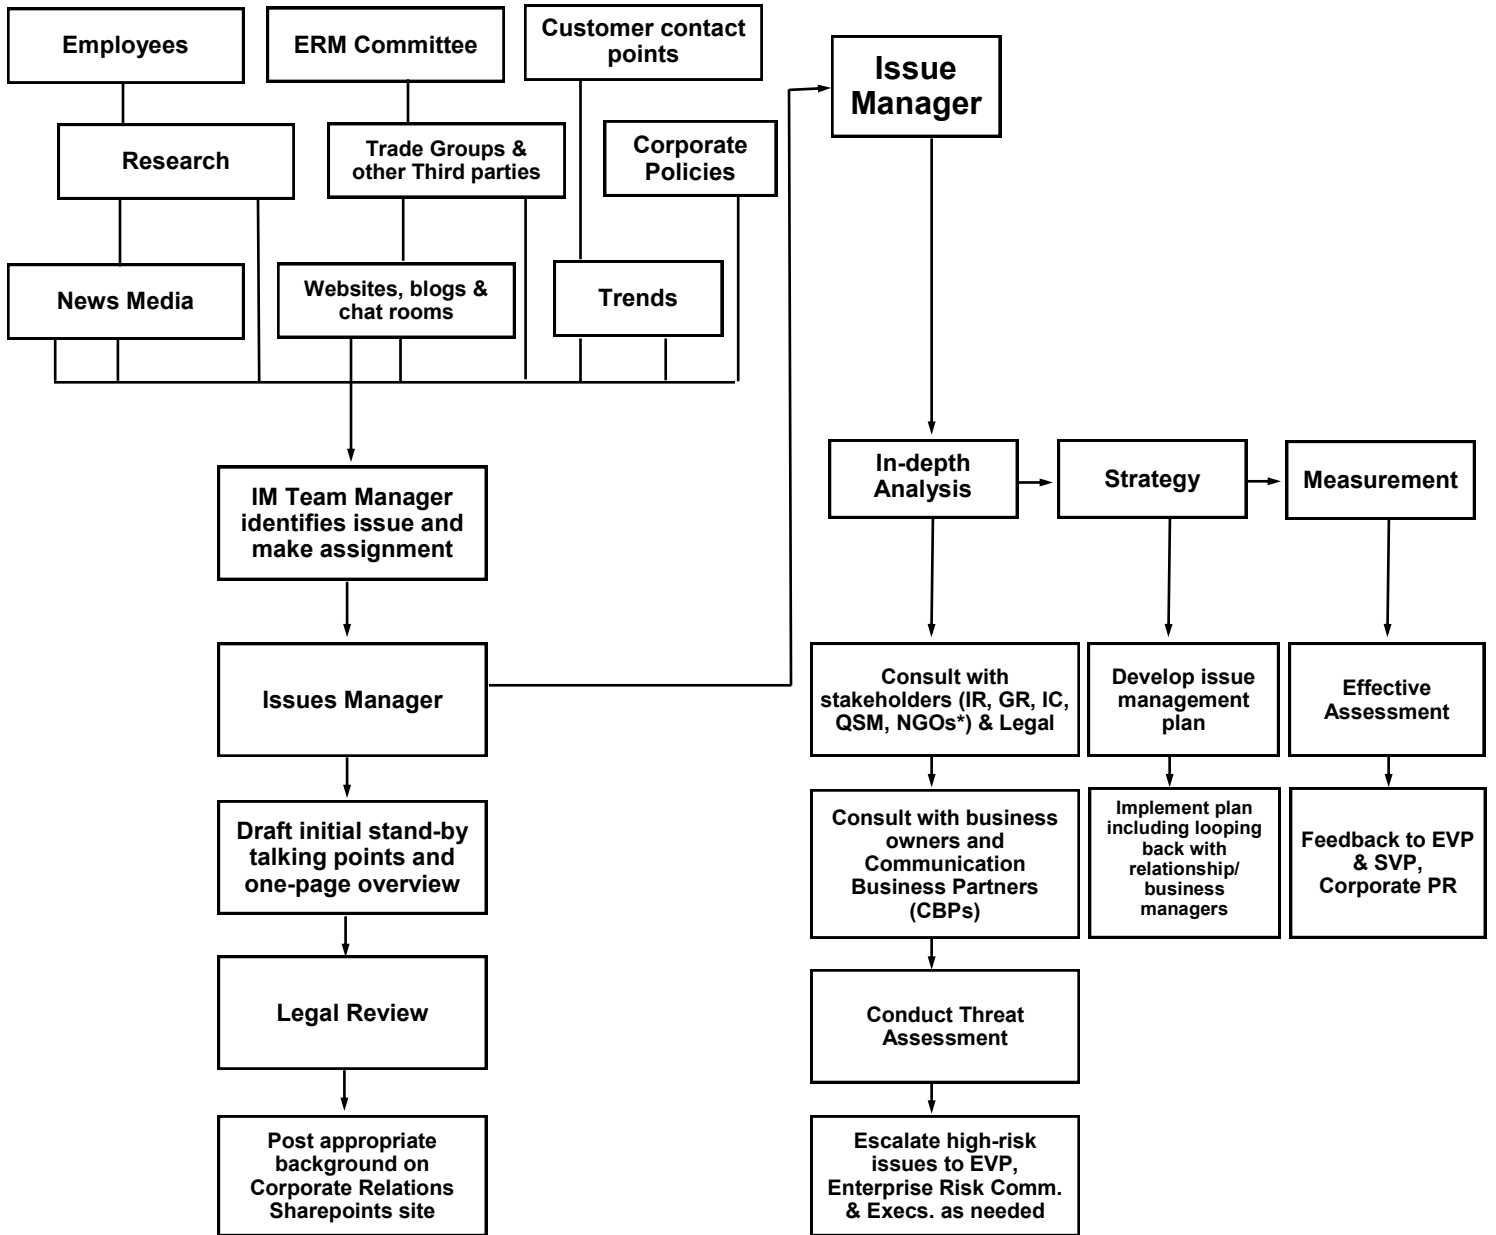 Employees
ERM Committee
Customer contact
points
Issue
Manager
Research
Trade Groups &
other Third parties
Corporate
Policies
News Media
Websites, blogs &
chat rooms
Trends
IM Team Manager
identifies issue and
make assignment
Issues Manager
Draft initial stand-by
talking points and
one-page overview
Legal Review
Post appropriate
background on
Corporate Relations
Sharepoints site
In-depth
Analysis
Strategy
Measurement
Consult with
stakeholders (IR, GR, IC,
QSM, NGOs*) & Legal
Develop issue
management
plan
Effective
Assessment
Consult with business
owners and
Communication
Business Partners
(CBPs)
Implement plan
including looping
back with
relationship/
business
managers
Feedback to EVP
& SVP,
Corporate PR
Conduct Threat
Assessment
Escalate high-risk
issues to EVP,
Enterprise Risk Comm.
& Execs. as needed